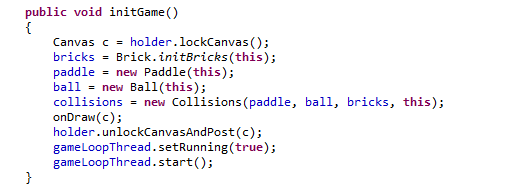 public void initGame()
{
    Canvas c = holder.lockCanvas();
    bricks = Brick.initBricks(this);
    paddle = new Paddle(this);
    ball = new Ball(this);
    collisions = new Collisions(paddle, ball, bricks, this);
    onDraw(c);
    holder.unlockCanvasAndPost(c);
    gameLoopThread.setRunning(true);
    gameLoopThread.start();
}